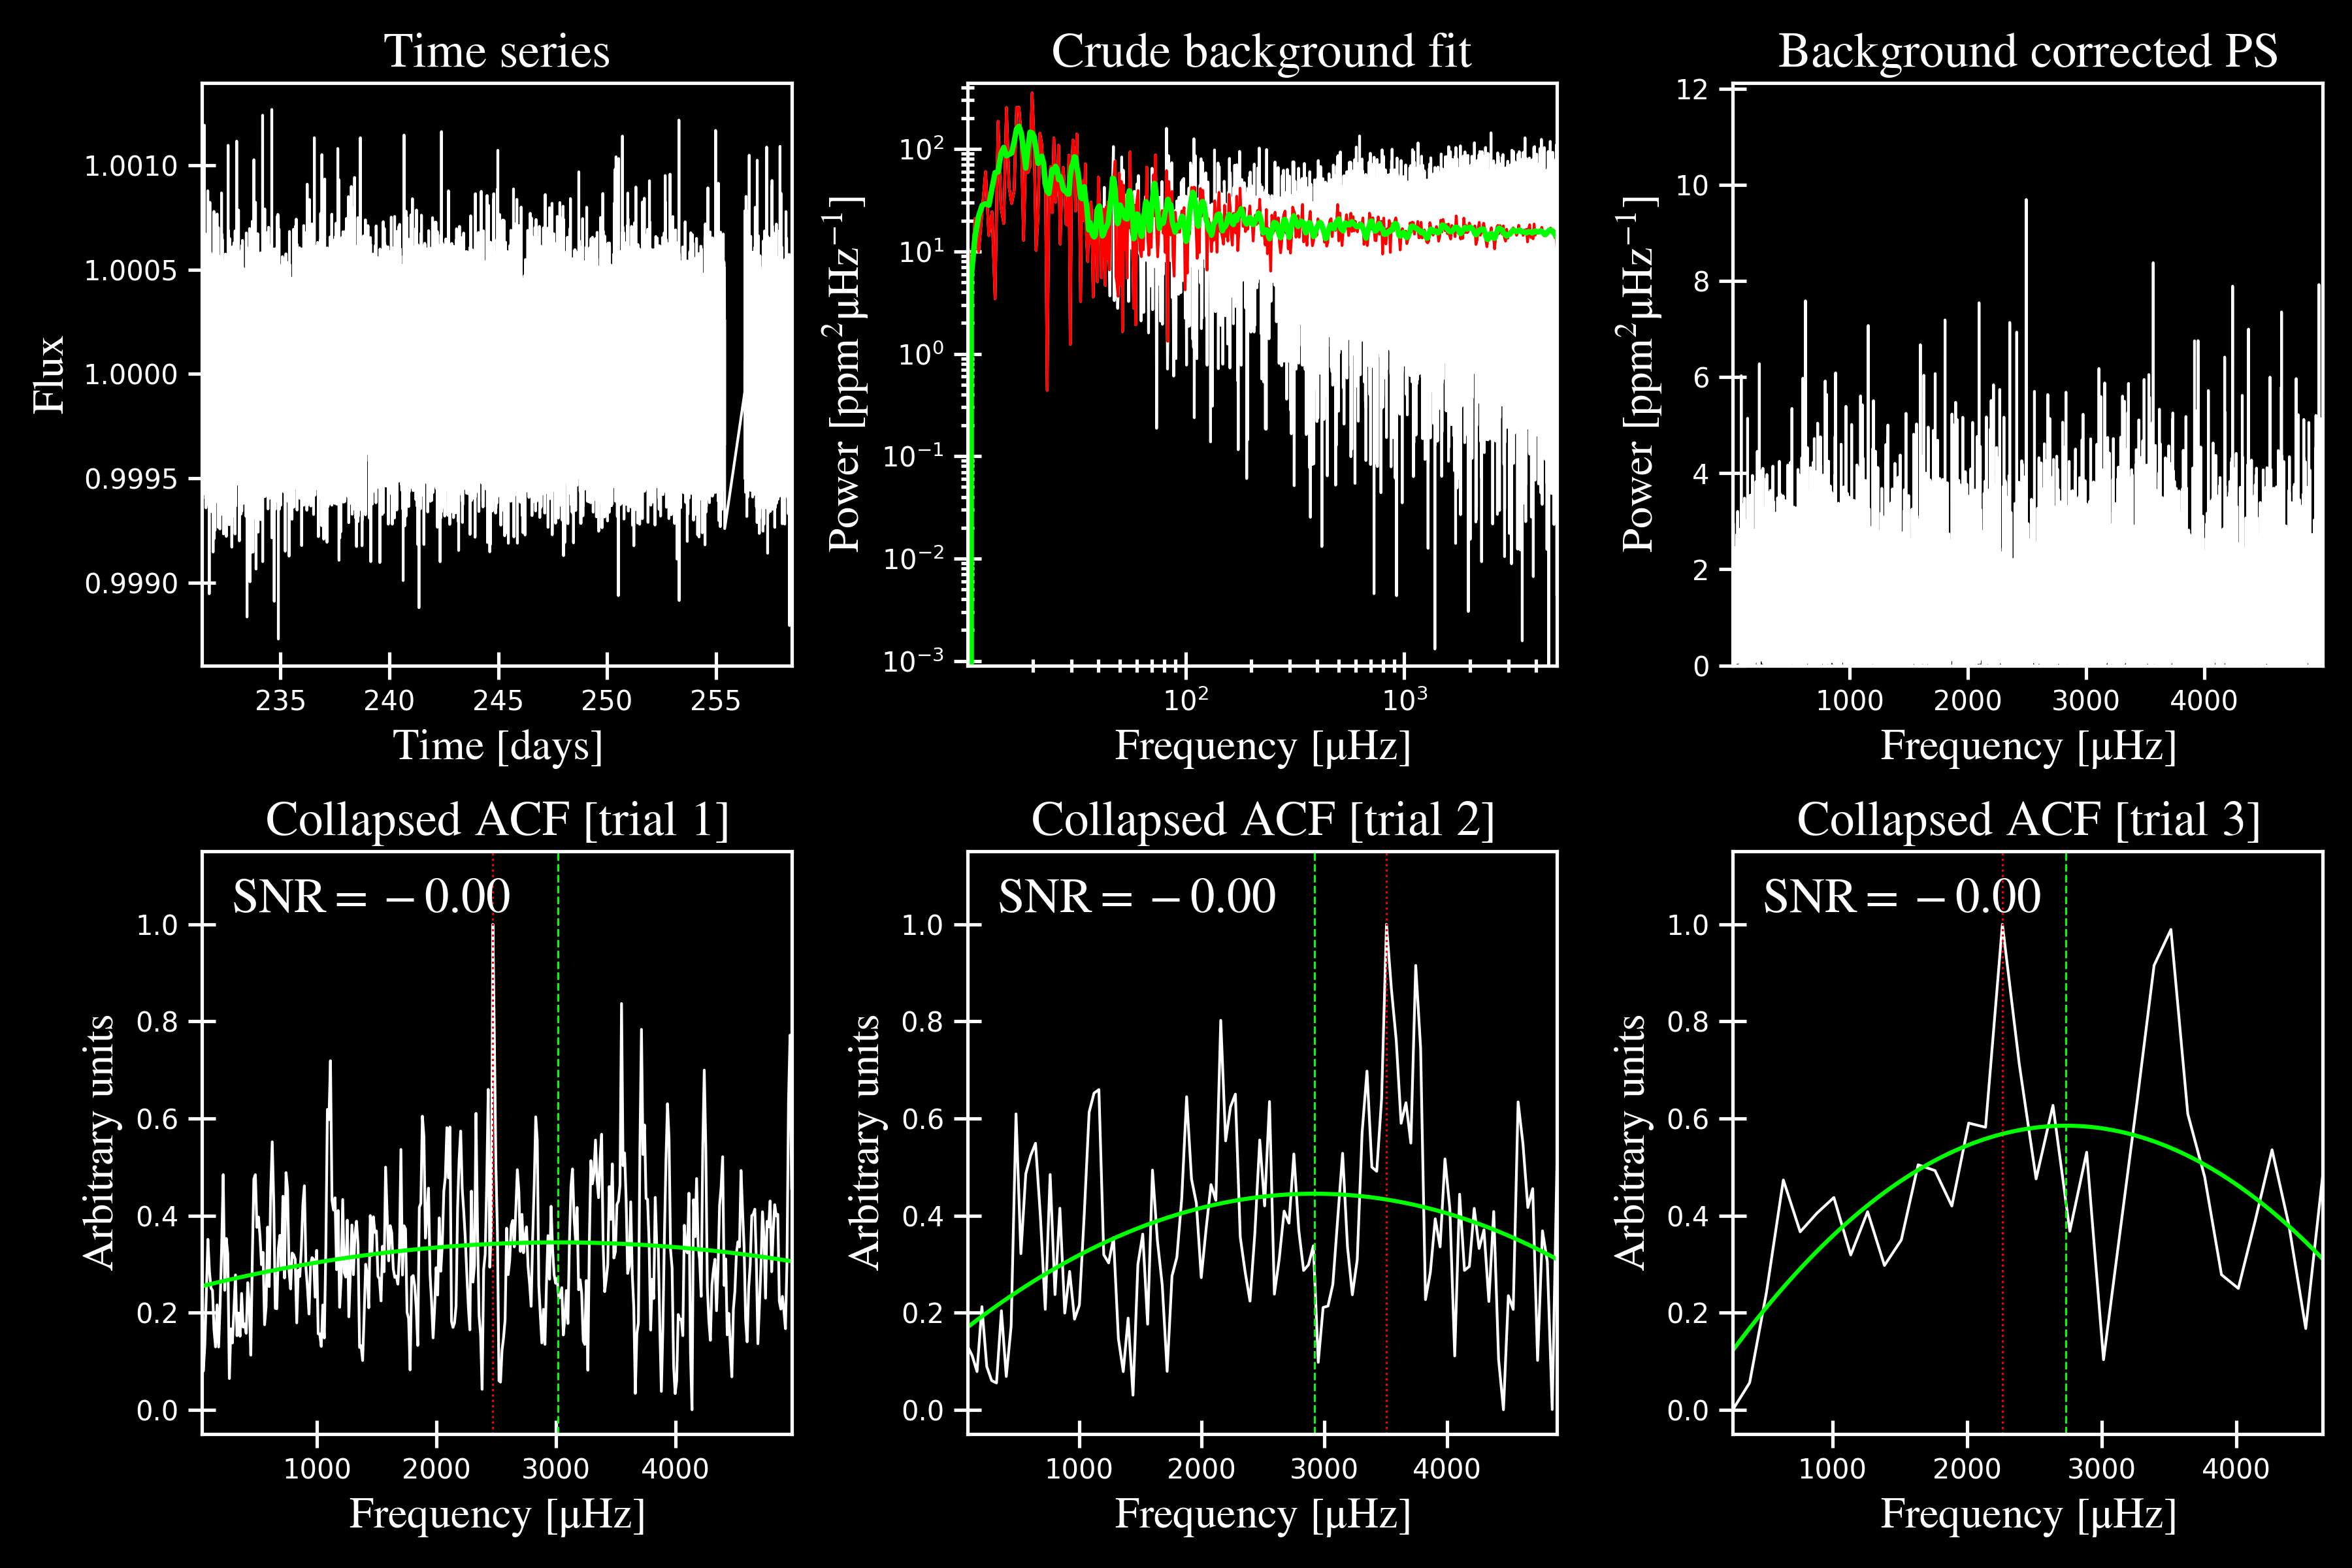 Time series
Crude background fit
Background corrected PS
Flux
1.0010
1.0005
1.0000
0.9995
0.9990
235 240 245 250 255
Time [days]
Power [ppm²μHz⁻¹]
10²
10¹
10⁰
10⁻¹
10⁻²
10⁻³
10² 10³
Frequency [μHz]
Power [ppm²μHz⁻¹]
12
10
8
6
4
2
0
1000 2000 3000 4000
Frequency [μHz]
Collapsed ACF [trial 1]
Collapsed ACF [trial 2]
Collapsed ACF [trial 3]
SNR = −0.00
Arbitrary units
1.0
0.8
0.6
0.4
0.2
0.0
1000 2000 3000 4000
Frequency [μHz]
SNR = −0.00
Arbitrary units
1.0
0.8
0.6
0.4
0.2
0.0
1000 2000 3000 4000
Frequency [μHz]
SNR = −0.00
Arbitrary units
1.0
0.8
0.6
0.4
0.2
0.0
1000 2000 3000 4000
Frequency [μHz]